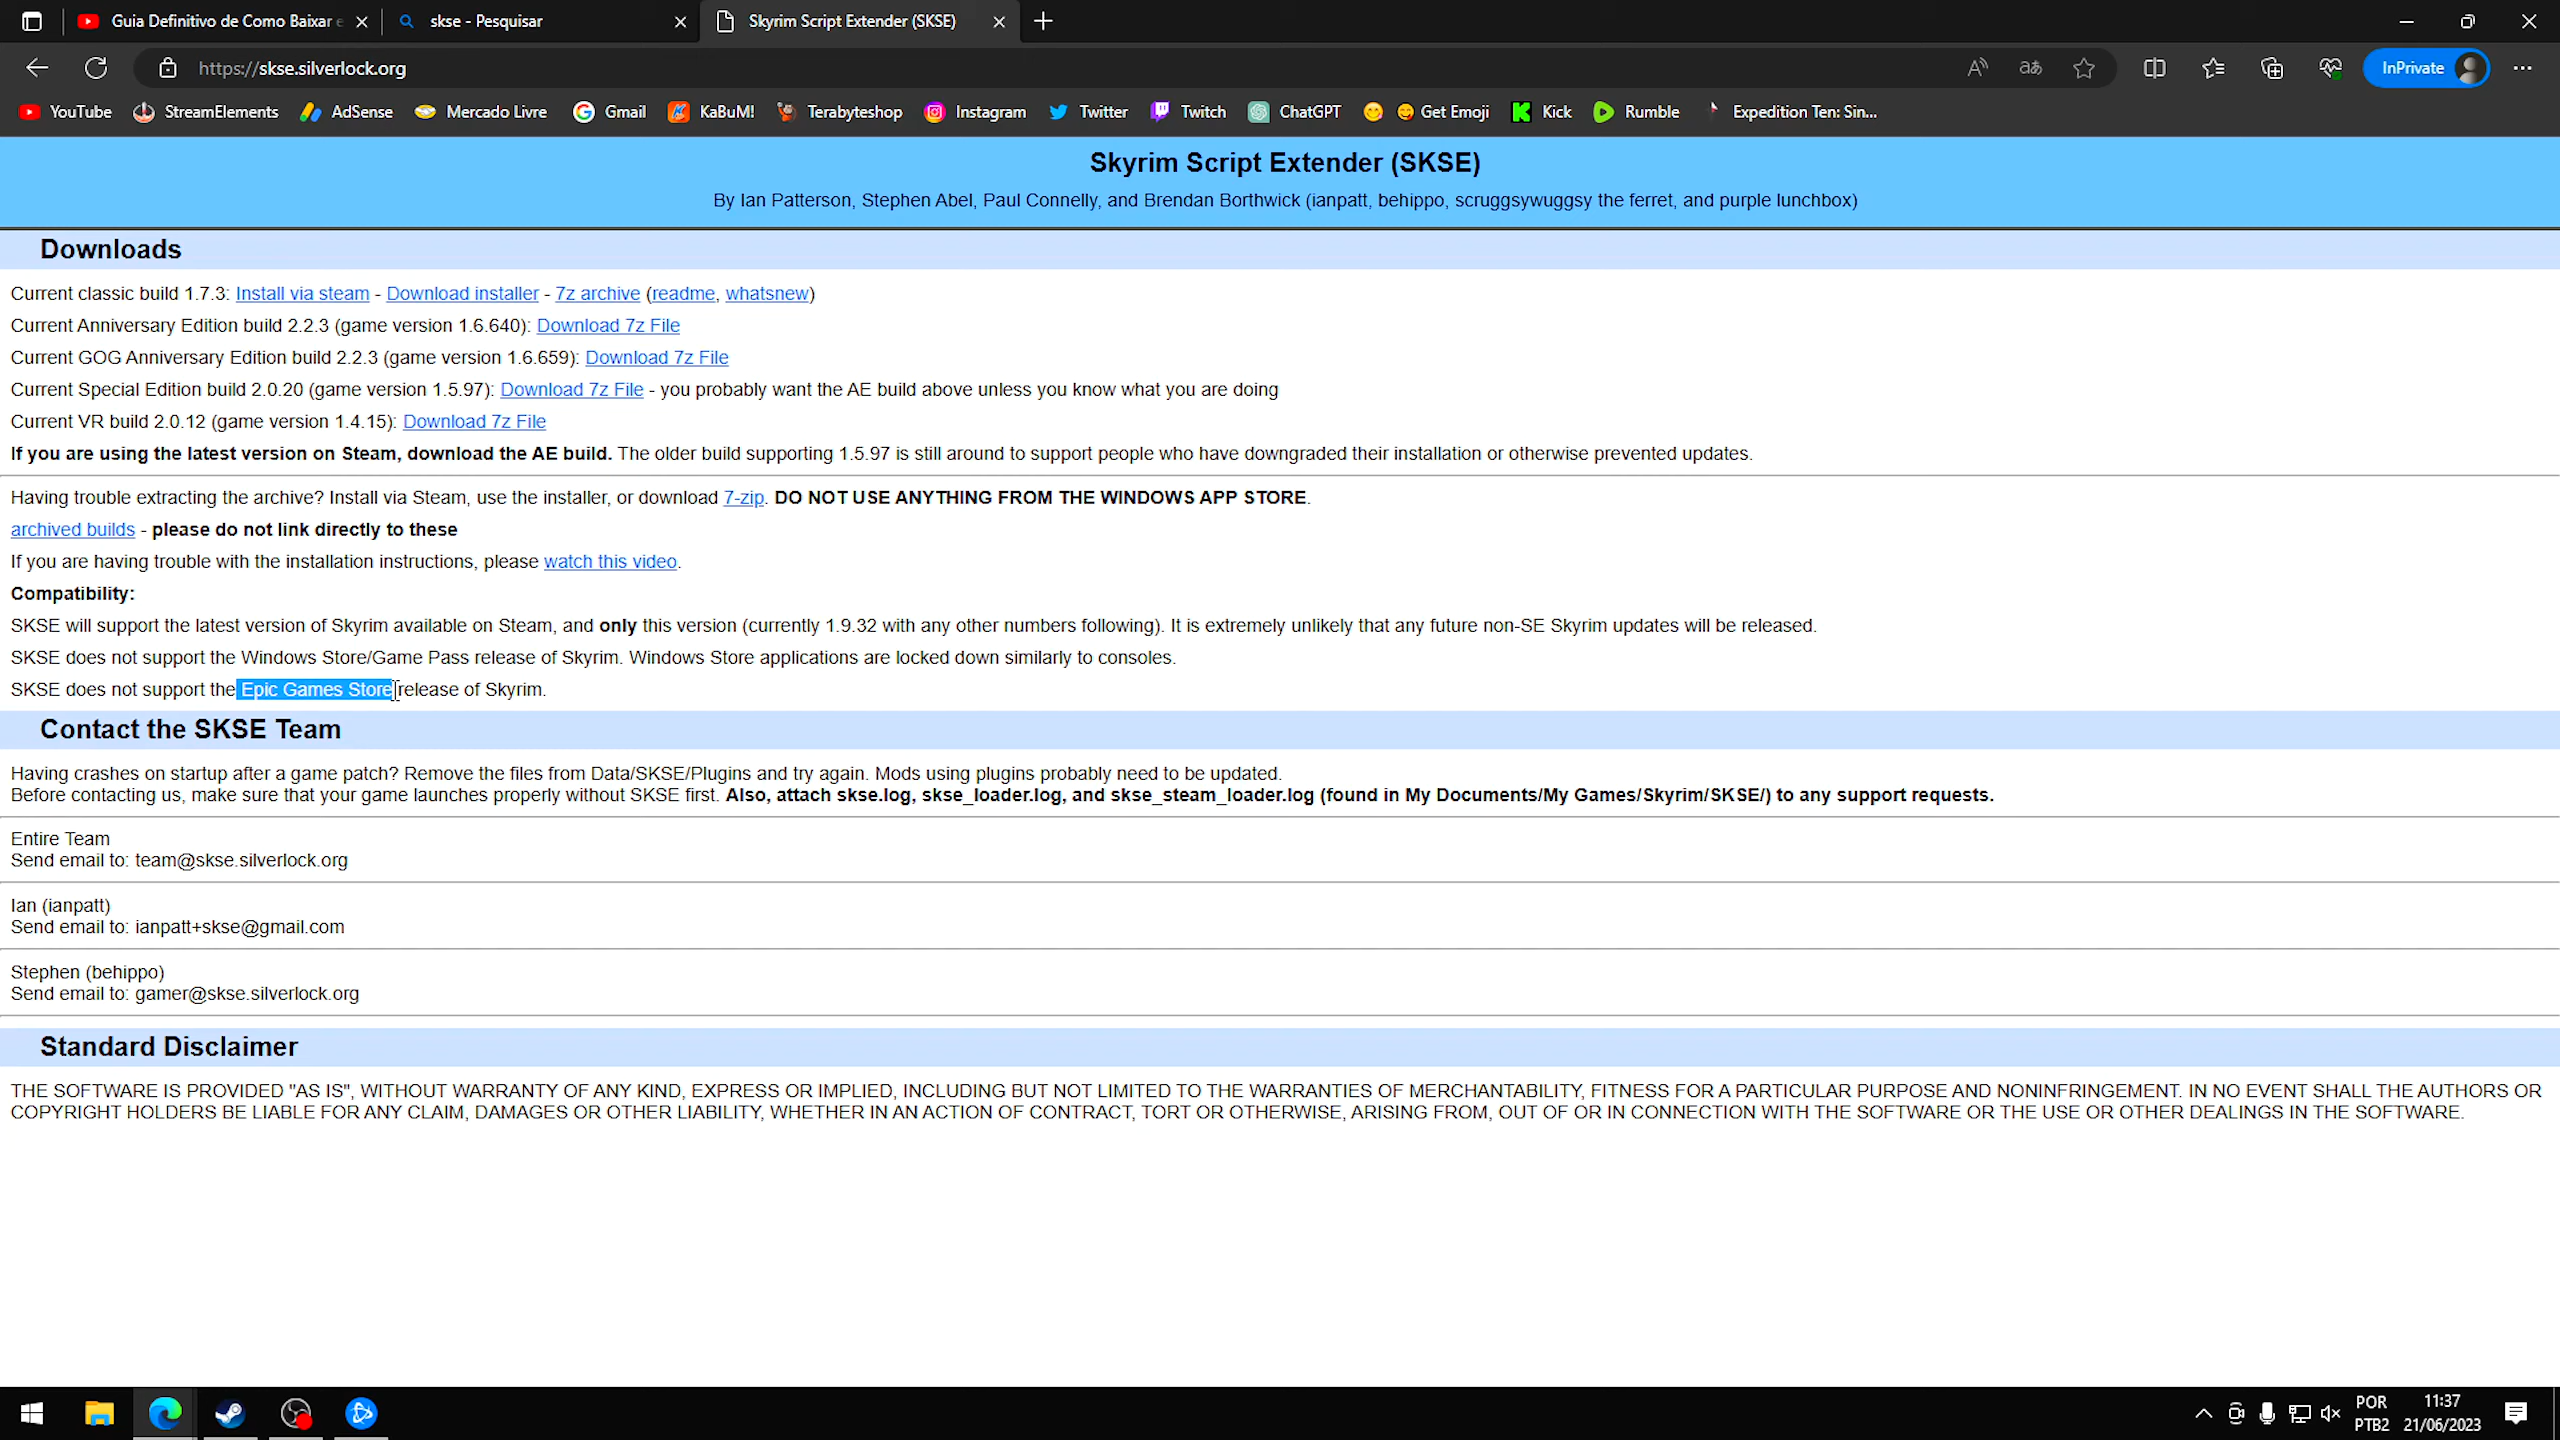 Guia Definitivo de Como Baixar e
skse - Pesquisar
Skyrim Script Extender (SKSE)
https://skse.silverlock.org
InPrivate
YouTube StreamElements AdSense Mercado Livre Gmail KaBuM! Terabyteshop Instagram Twitter Twitch ChatGPT Get Emoji Kick Rumble Expedition Ten: Sin...
Skyrim Script Extender (SKSE)
By Ian Patterson, Stephen Abel, Paul Connelly, and Brendan Borthwick (ianpatt, behippo, scruggsywuggsy the ferret, and purple lunchbox)
Downloads
Current classic build 1.7.3: Install via steam - Download installer - 7z archive (readme, whatsnew)
Current Anniversary Edition build 2.2.3 (game version 1.6.640): Download 7z File
Current GOG Anniversary Edition build 2.2.3 (game version 1.6.659): Download 7z File
Current Special Edition build 2.0.20 (game version 1.5.97): Download 7z File - you probably want the AE build above unless you know what you are doing
Current VR build 2.0.12 (game version 1.4.15): Download 7z File
If you are using the latest version on Steam, download the AE build. The older build supporting 1.5.97 is still around to support people who have downgraded their installation or otherwise prevented updates.
Having trouble extracting the archive? Install via Steam, use the installer, or download 7-zip. DO NOT USE ANYTHING FROM THE WINDOWS APP STORE.
archived builds - please do not link directly to these
If you are having trouble with the installation instructions, please watch this video.
Compatibility:
SKSE will support the latest version of Skyrim available on Steam, and only this version (currently 1.9.32 with any other numbers following). It is extremely unlikely that any future non-SE Skyrim updates will be released.
SKSE does not support the Windows Store/Game Pass release of Skyrim. Windows Store applications are locked down similarly to consoles.
SKSE does not support the Epic Games Store release of Skyrim.
Contact the SKSE Team
Having crashes on startup after a game patch? Remove the files from Data/SKSE/Plugins and try again. Mods using plugins probably need to be updated.
Before contacting us, make sure that your game launches properly without SKSE first. Also, attach skse.log, skse_loader.log, and skse_steam_loader.log (found in My Documents/My Games/Skyrim/SKSE/) to any support requests.
Entire Team
Send email to: team@skse.silverlock.org
Ian (ianpatt)
Send email to: ianpatt+skse@gmail.com
Stephen (behippo)
Send email to: gamer@skse.silverlock.org
Standard Disclaimer
THE SOFTWARE IS PROVIDED "AS IS", WITHOUT WARRANTY OF ANY KIND, EXPRESS OR IMPLIED, INCLUDING BUT NOT LIMITED TO THE WARRANTIES OF MERCHANTABILITY, FITNESS FOR A PARTICULAR PURPOSE AND NONINFRINGEMENT. IN NO EVENT SHALL THE AUTHORS OR
COPYRIGHT HOLDERS BE LIABLE FOR ANY CLAIM, DAMAGES OR OTHER LIABILITY, WHETHER IN AN ACTION OF CONTRACT, TORT OR OTHERWISE, ARISING FROM, OUT OF OR IN CONNECTION WITH THE SOFTWARE OR THE USE OR OTHER DEALINGS IN THE SOFTWARE.
POR 11:37
PTB2 21/06/2023